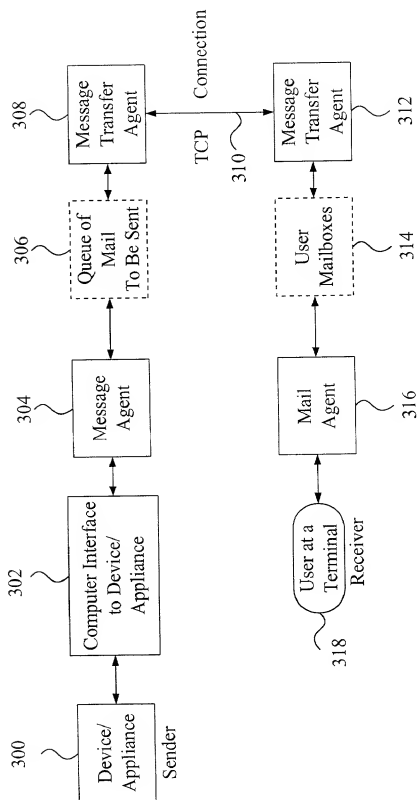 300
Device/
Appliance
Sender
302
Computer Interface
to Device/
Appliance
304
Message
Agent
306
Queue of
Mail
To Be Sent
308
Message
Transfer
Agent
TCP Connection
310
Message
Transfer
Agent
312
User
Mailboxes
314
Mail
Agent
316
User at a
Terminal
Receiver
318